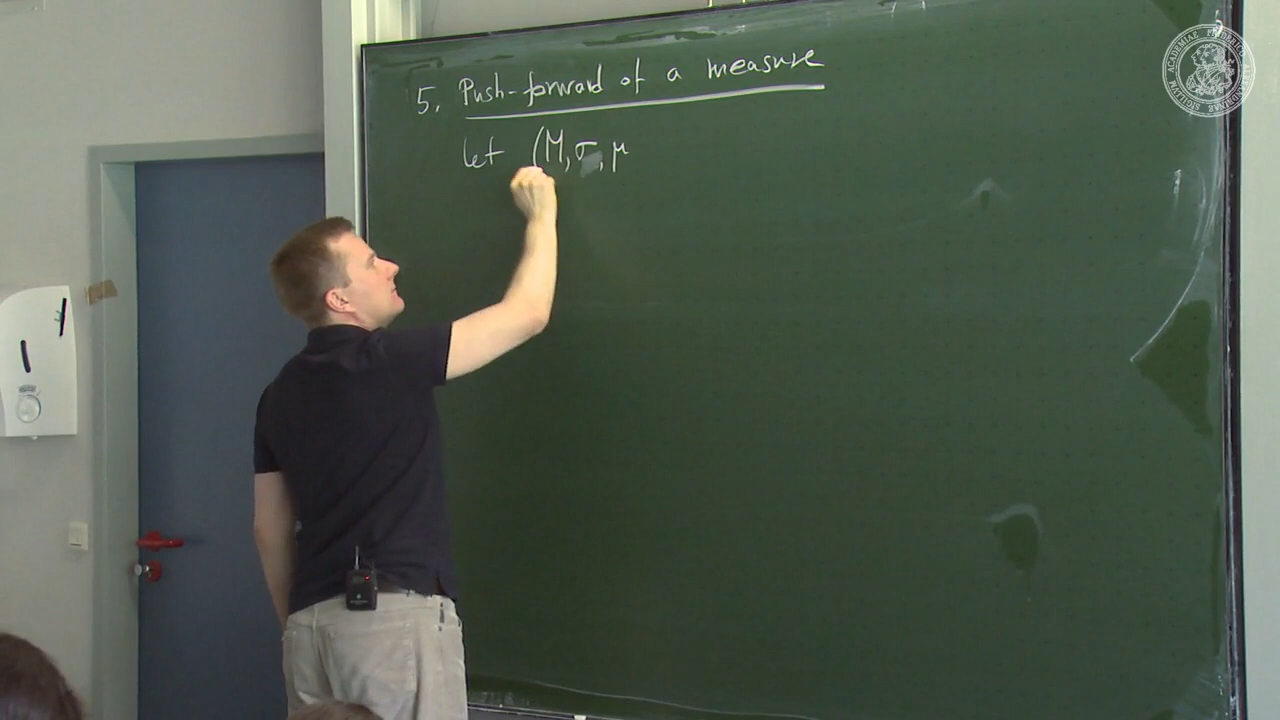 5. Push-forward of a measure
let (M, σ, μ